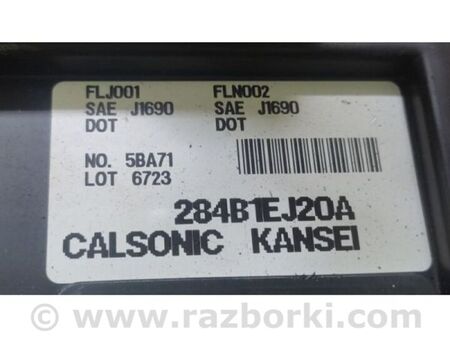 FLJ001 FLN002
SAE J1690 SAE J1690
DOT DOT
NO. 5BA71
LOT 6723
284B1EJ20A
CALSONIC KANSEI
© www.razborki.com